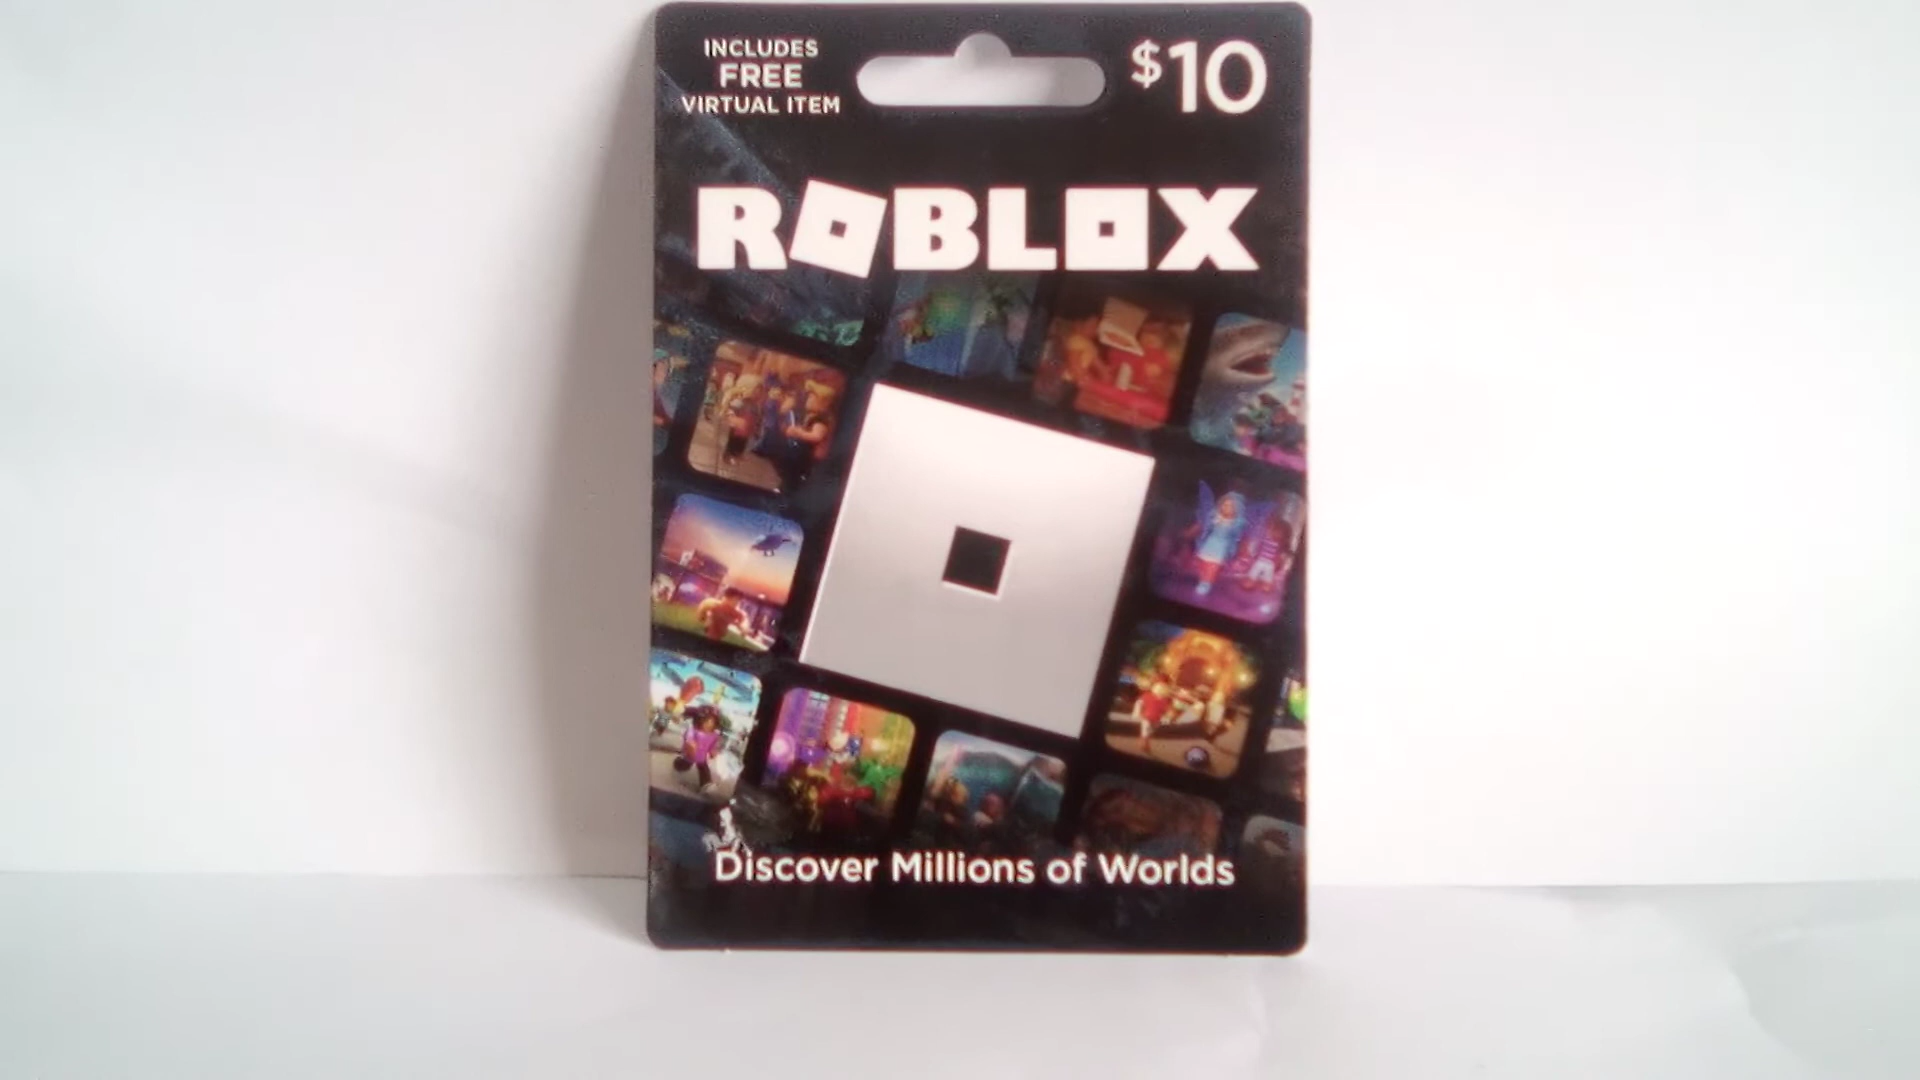 INCLUDES
FREE
VIRTUAL ITEM
$10
ROBLOX
Discover Millions of Worlds